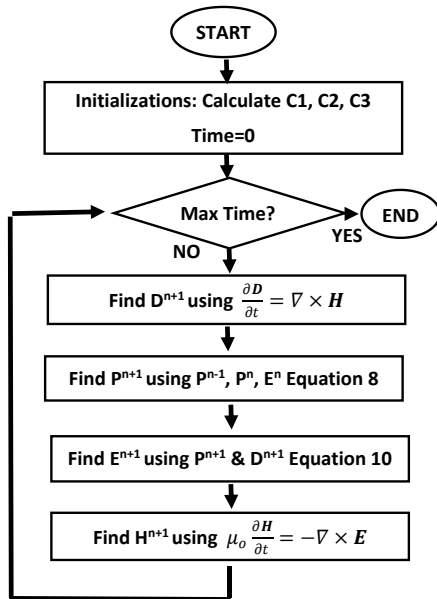 START
Initializations: Calculate C1, C2, C3
Time=0
Max Time?
END
YES
NO
Find Dⁿ⁺¹ using ∂𝑫/∂t = ∇ × 𝑯
Find Pⁿ⁺¹ using Pⁿ⁻¹, Pⁿ, Eⁿ Equation 8
Find Eⁿ⁺¹ using Pⁿ⁺¹ & Dⁿ⁺¹ Equation 10
Find Hⁿ⁺¹ using μₒ ∂𝑯/∂t = −∇ × 𝑬